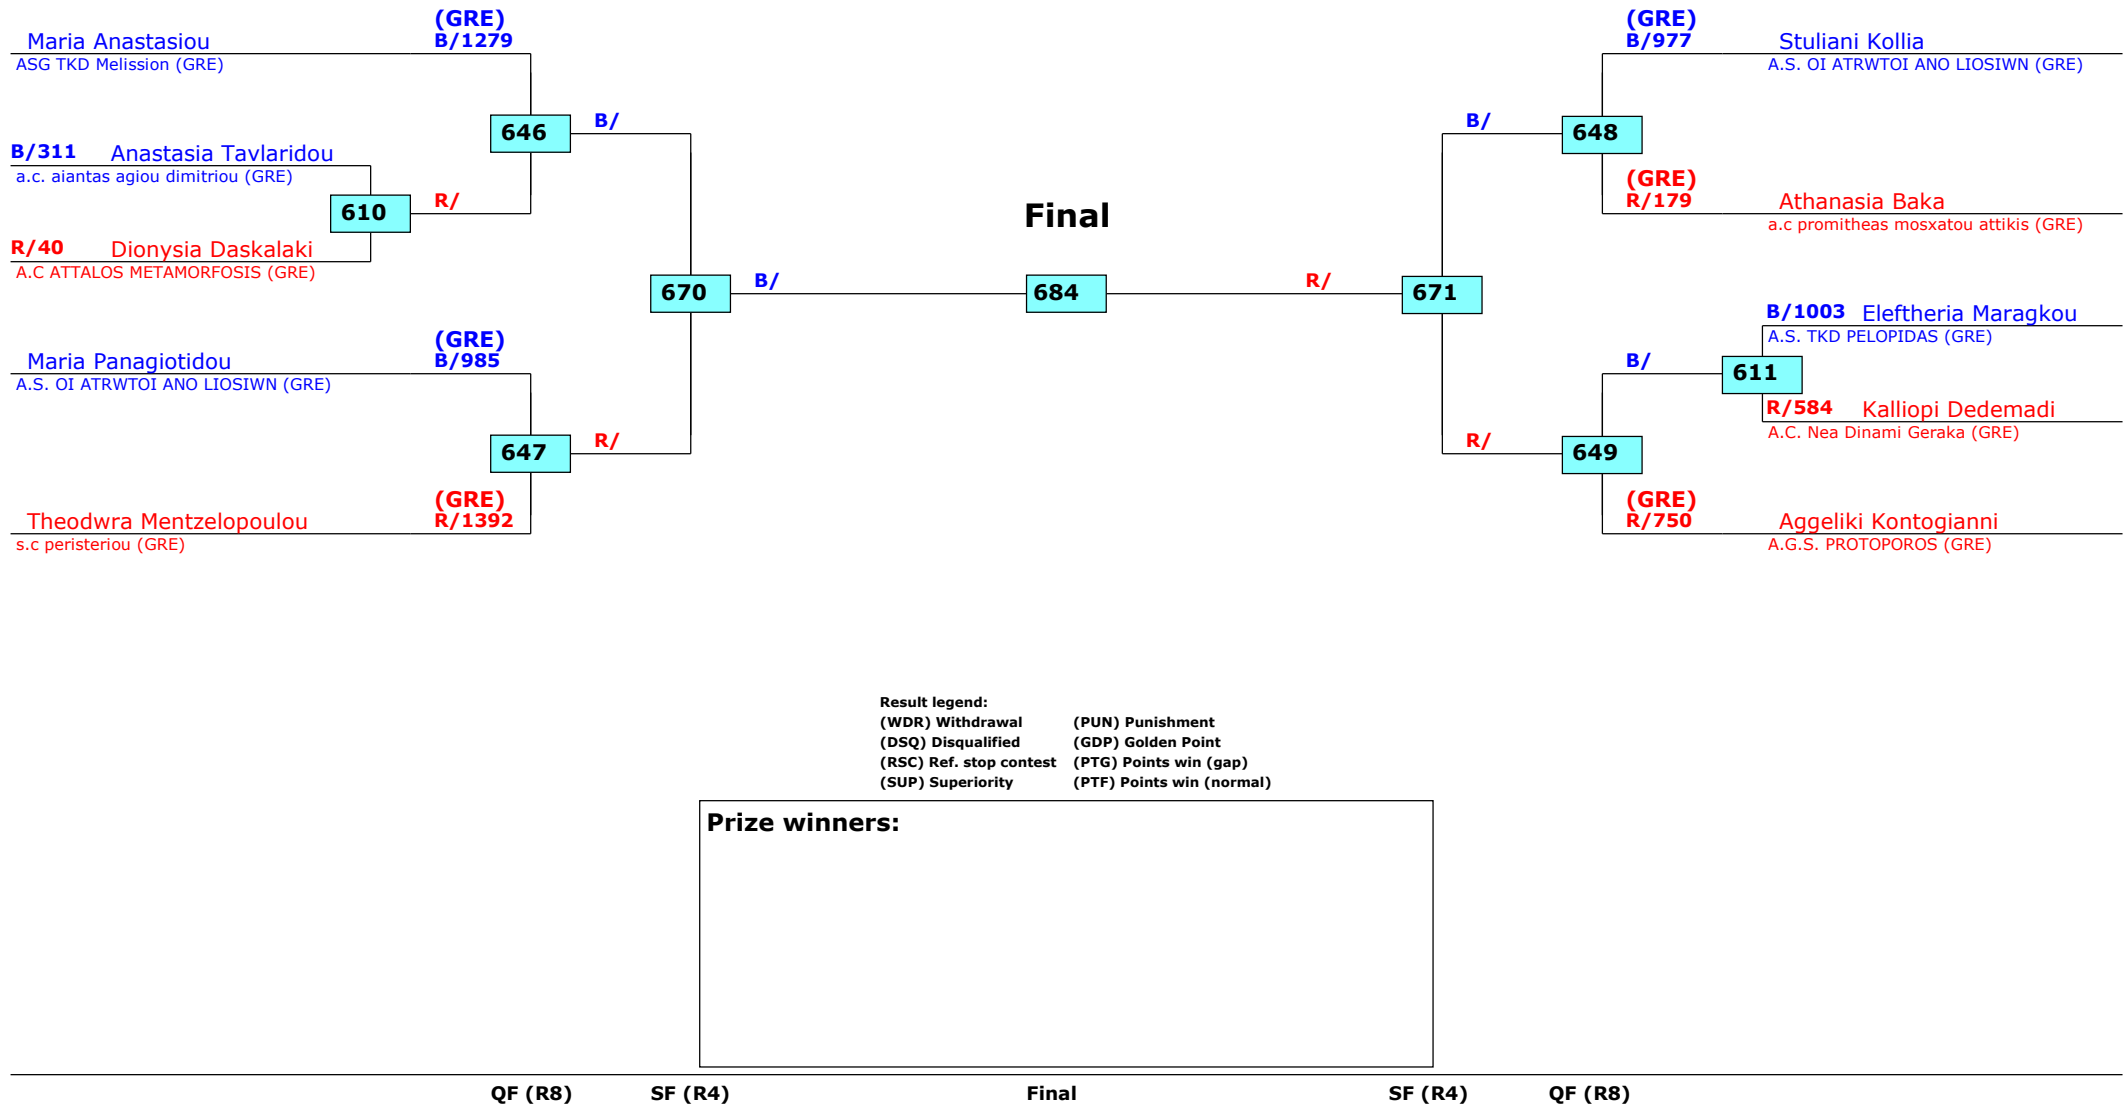 (GRE)
Maria Anastasiou B/1279
ASG TKD Melission (GRE)
646
B/
B/311 Anastasia Tavlaridou
a.c. aiantas agiou dimitriou (GRE)
610
R/
R/40 Dionysia Daskalaki
A.C ATTALOS METAMORFOSIS (GRE)
670
B/
(GRE)
Maria Panagiotidou B/985
A.S. OI ATRWTOI ANO LIOSIWN (GRE)
647
R/
(GRE)
Theodwra Mentzelopoulou R/1392
s.c peristeriou (GRE)
Final
684
R/
671
(GRE)
B/977 Stuliani Kollia
A.S. OI ATRWTOI ANO LIOSIWN (GRE)
B/
648
(GRE)
R/179 Athanasia Baka
a.c promitheas mosxatou attikis (GRE)
B/1003 Eleftheria Maragkou
A.S. TKD PELOPIDAS (GRE)
B/
611
R/584 Kalliopi Dedemadi
A.C. Nea Dinami Geraka (GRE)
R/
649
(GRE)
R/750 Aggeliki Kontogianni
A.G.S. PROTOPOROS (GRE)
Result legend:
(WDR) Withdrawal (PUN) Punishment
(DSQ) Disqualified (GDP) Golden Point
(RSC) Ref. stop contest (PTG) Points win (gap)
(SUP) Superiority (PTF) Points win (normal)
Prize winners:
QF (R8) SF (R4) Final SF (R4) QF (R8)